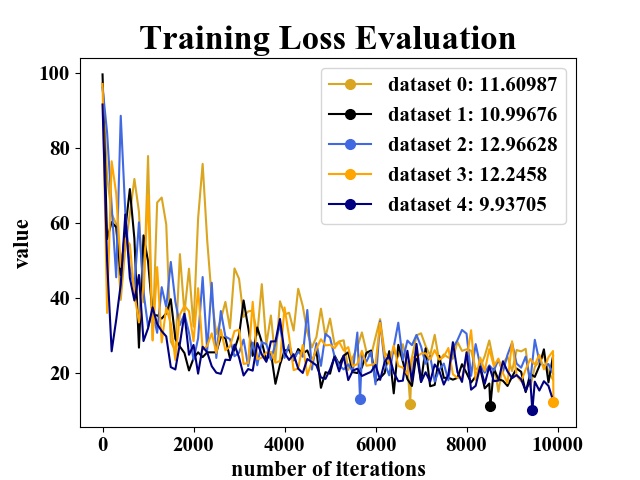 Training Loss Evaluation
100
80
60
40
20
value
dataset 0: 11.60987
dataset 1: 10.99676
dataset 2: 12.96628
dataset 3: 12.2458
dataset 4: 9.93705
0 2000 4000 6000 8000 10000
number of iterations